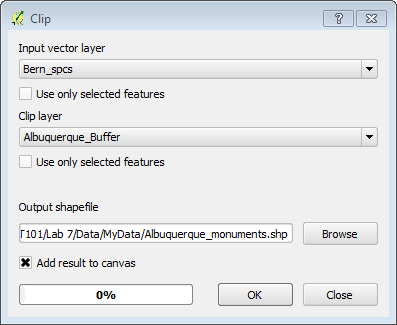 Clip
Input vector layer
Bern_spcs
Use only selected features
Clip layer
Albuquerque_Buffer
Use only selected features
Output shapefile
T101/Lab 7/Data/MyData/Albuquerque_monuments.shp
Browse
Add result to canvas
0%
OK
Close